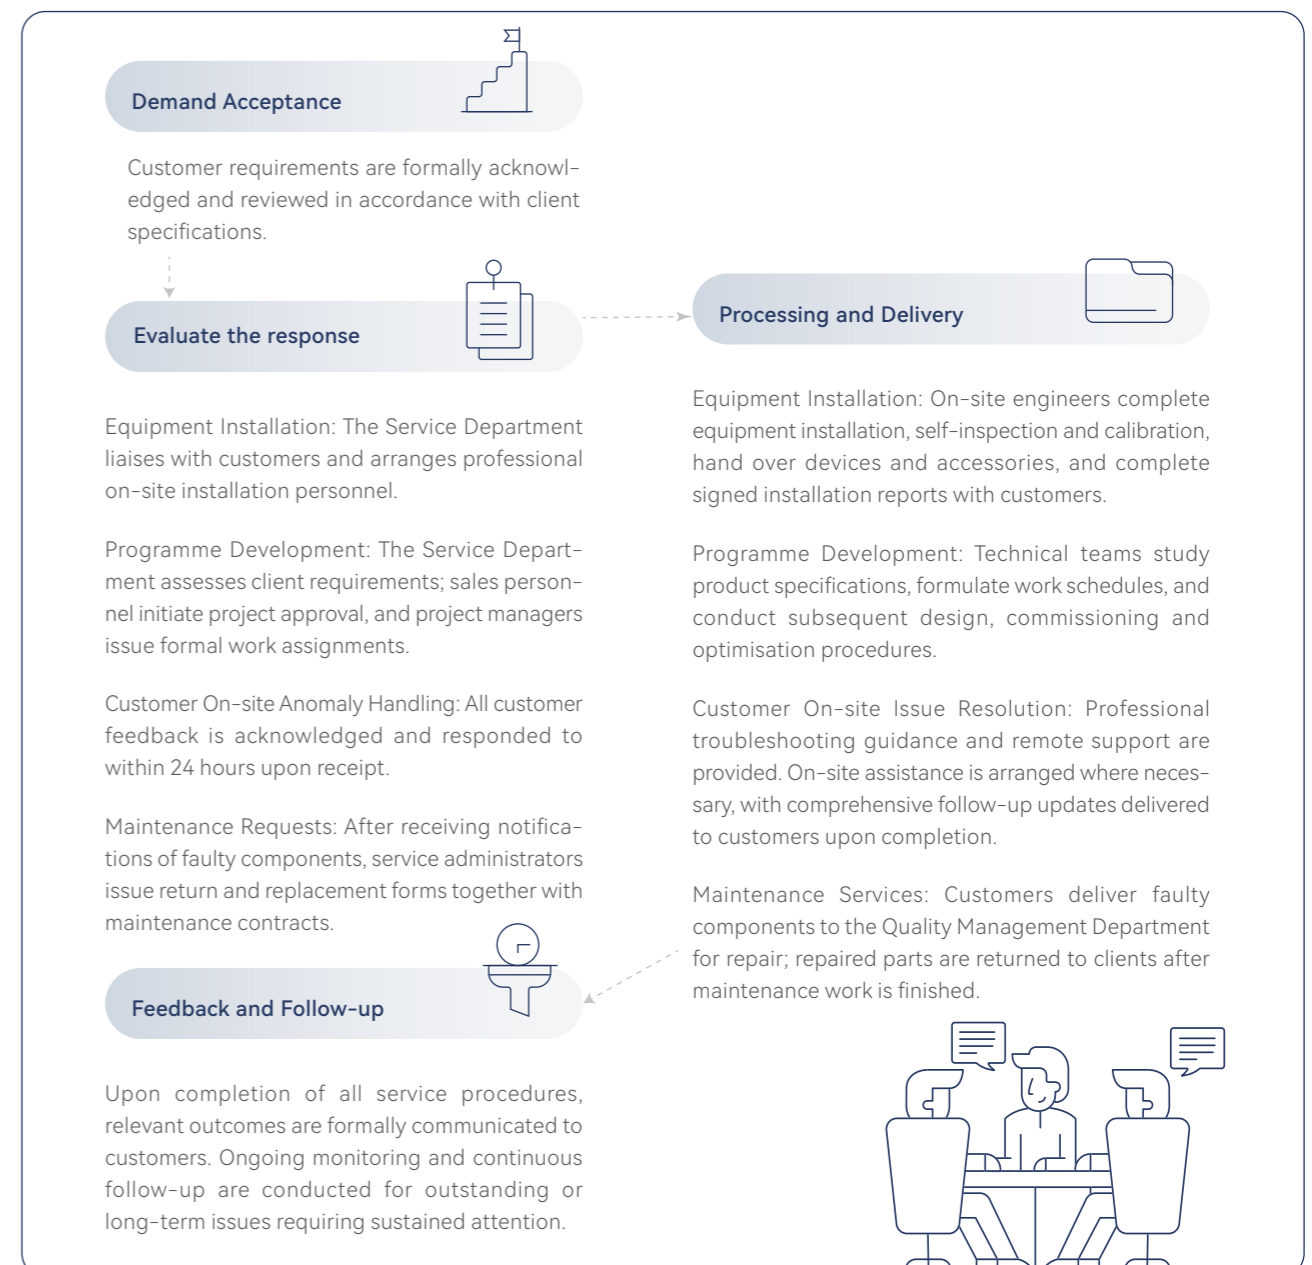 Demand Acceptance
Customer requirements are formally acknowl-
edged and reviewed in accordance with client
specifications.
Evaluate the response
Equipment Installation: The Service Department
liaises with customers and arranges professional
on-site installation personnel.
Programme Development: The Service Depart-
ment assesses client requirements; sales person-
nel initiate project approval, and project managers
issue formal work assignments.
Customer On-site Anomaly Handling: All customer
feedback is acknowledged and responded to
within 24 hours upon receipt.
Maintenance Requests: After receiving notifica-
tions of faulty components, service administrators
issue return and replacement forms together with
maintenance contracts.
Processing and Delivery
Equipment Installation: On-site engineers complete
equipment installation, self-inspection and calibration,
hand over devices and accessories, and complete
signed installation reports with customers.
Programme Development: Technical teams study
product specifications, formulate work schedules, and
conduct subsequent design, commissioning and
optimisation procedures.
Customer On-site Issue Resolution: Professional
troubleshooting guidance and remote support are
provided. On-site assistance is arranged where neces-
sary, with comprehensive follow-up updates delivered
to customers upon completion.
Maintenance Services: Customers deliver faulty
components to the Quality Management Department
for repair; repaired parts are returned to clients after
maintenance work is finished.
Feedback and Follow-up
Upon completion of all service procedures,
relevant outcomes are formally communicated to
customers. Ongoing monitoring and continuous
follow-up are conducted for outstanding or
long-term issues requiring sustained attention.